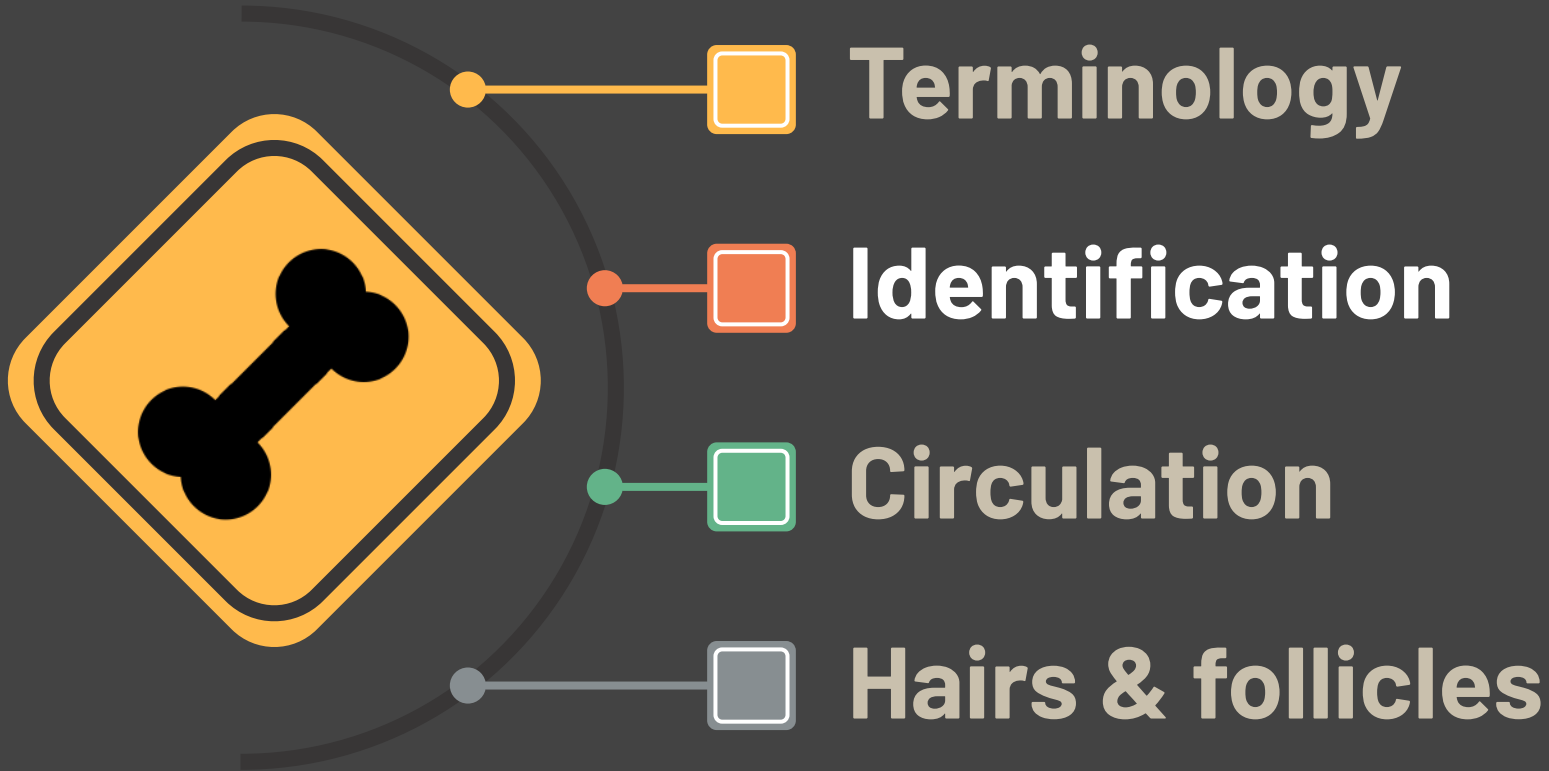 Terminology
Identification
Circulation
Hairs & follicles